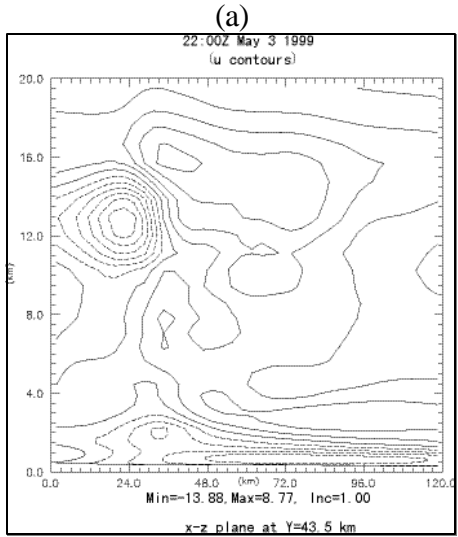 (a)
22:00Z May 3 1999
(u contours)
20.0
16.0
12.0
(km)
8.0
4.0
0.0
0.0 24.0 48.0 (km) 72.0 96.0 120.0
Min=-13.88, Max=8.77, Inc=1.00
x-z plane at Y=43.5 km